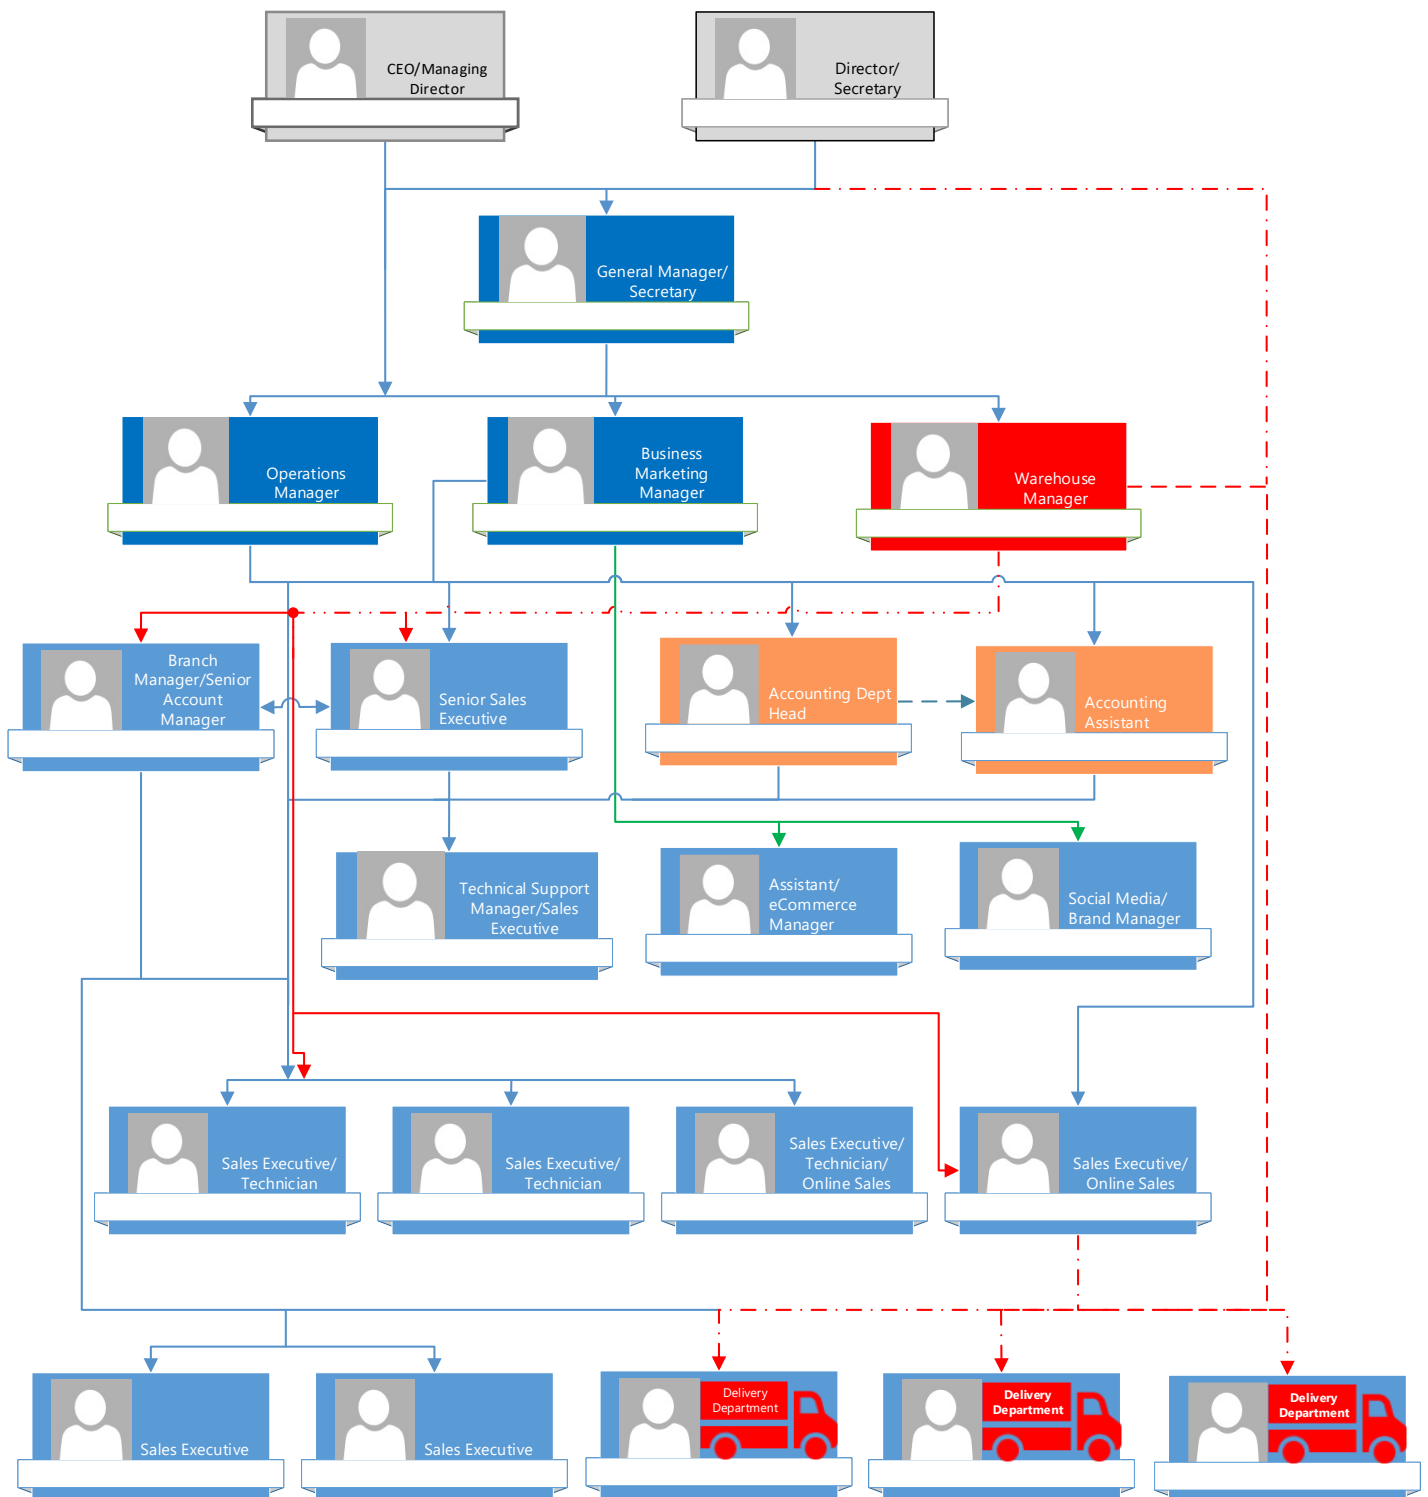 CEO/Managing
Director
Director/
Secretary
General Manager/
Secretary
Operations
Manager
Business
Marketing
Manager
Warehouse
Manager
Branch
Manager/Senior
Account
Manager
Senior Sales
Executive
Accounting Dept
Head
Accounting
Assistant
Technical Support
Manager/Sales
Executive
Assistant/
eCommerce
Manager
Social Media/
Brand Manager
Sales Executive/
Technician
Sales Executive/
Technician
Sales Executive/
Technician/
Online Sales
Sales Executive/
Online Sales
Sales Executive
Sales Executive
Delivery
Department
Delivery
Department
Delivery
Department